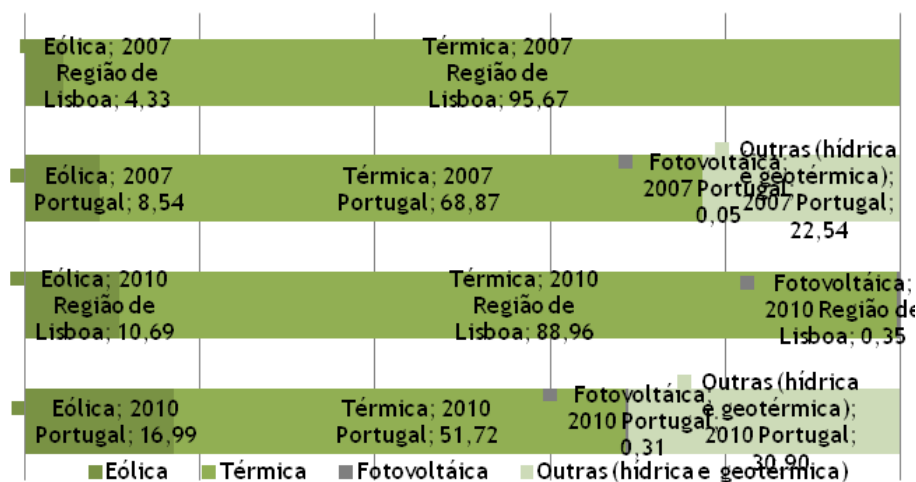 Eólica; 2007
Região de
Lisboa; 4,33
Térmica; 2007
Região de
Lisboa; 95,67
Eólica; 2007
Portugal; 8,54
Térmica; 2007
Portugal; 68,87
Fotovoltáica;
2007 Portugal;
0,05
Outras (hídrica
e geotérmica);
2007 Portugal;
22,54
Eólica; 2010
Região de
Lisboa; 10,69
Térmica; 2010
Região de
Lisboa; 88,96
Fotovoltáica;
2010 Região de
Lisboa; 0,35
Eólica; 2010
Portugal; 16,99
Térmica; 2010
Portugal; 51,72
Fotovoltáica;
2010 Portugal;
0,31
Outras (hídrica
e geotérmica);
2010 Portugal;
30,90
Eólica Térmica Fotovoltáica Outras (hídrica e geotérmica)